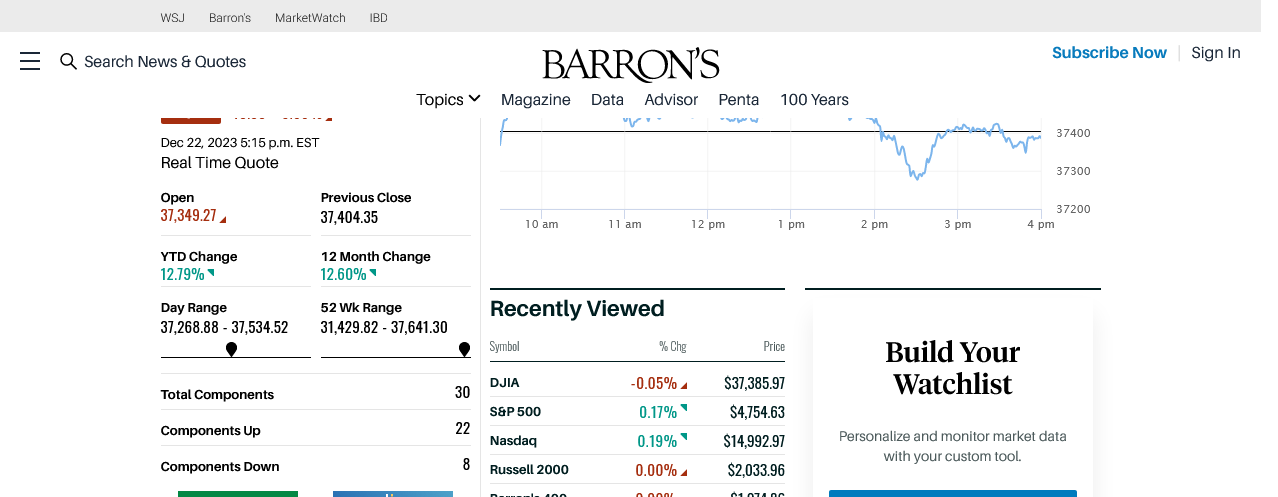 WSJ Barron's MarketWatch IBD
Search News & Quotes
BARRON'S
Subscribe Now Sign In
Topics Magazine Data Advisor Penta 100 Years
Dec 22, 2023 5:15 p.m. EST
Real Time Quote
Open Previous Close
37,349.27 37,404.35
YTD Change 12 Month Change
12.79% 12.60%
Day Range 52 Wk Range
37,268.88 - 37,534.52 31,429.82 - 37,641.30
Total Components 30
Components Up 22
Components Down 8
37400
37300
37200
10 am 11 am 12 pm 1 pm 2 pm 3 pm 4 pm
Recently Viewed
Symbol % Chg Price
DJIA -0.05% $37,385.97
S&P 500 0.17% $4,754.63
Nasdaq 0.19% $14,992.97
Russell 2000 0.00% $2,033.96
Build Your
Watchlist
Personalize and monitor market data
with your custom tool.